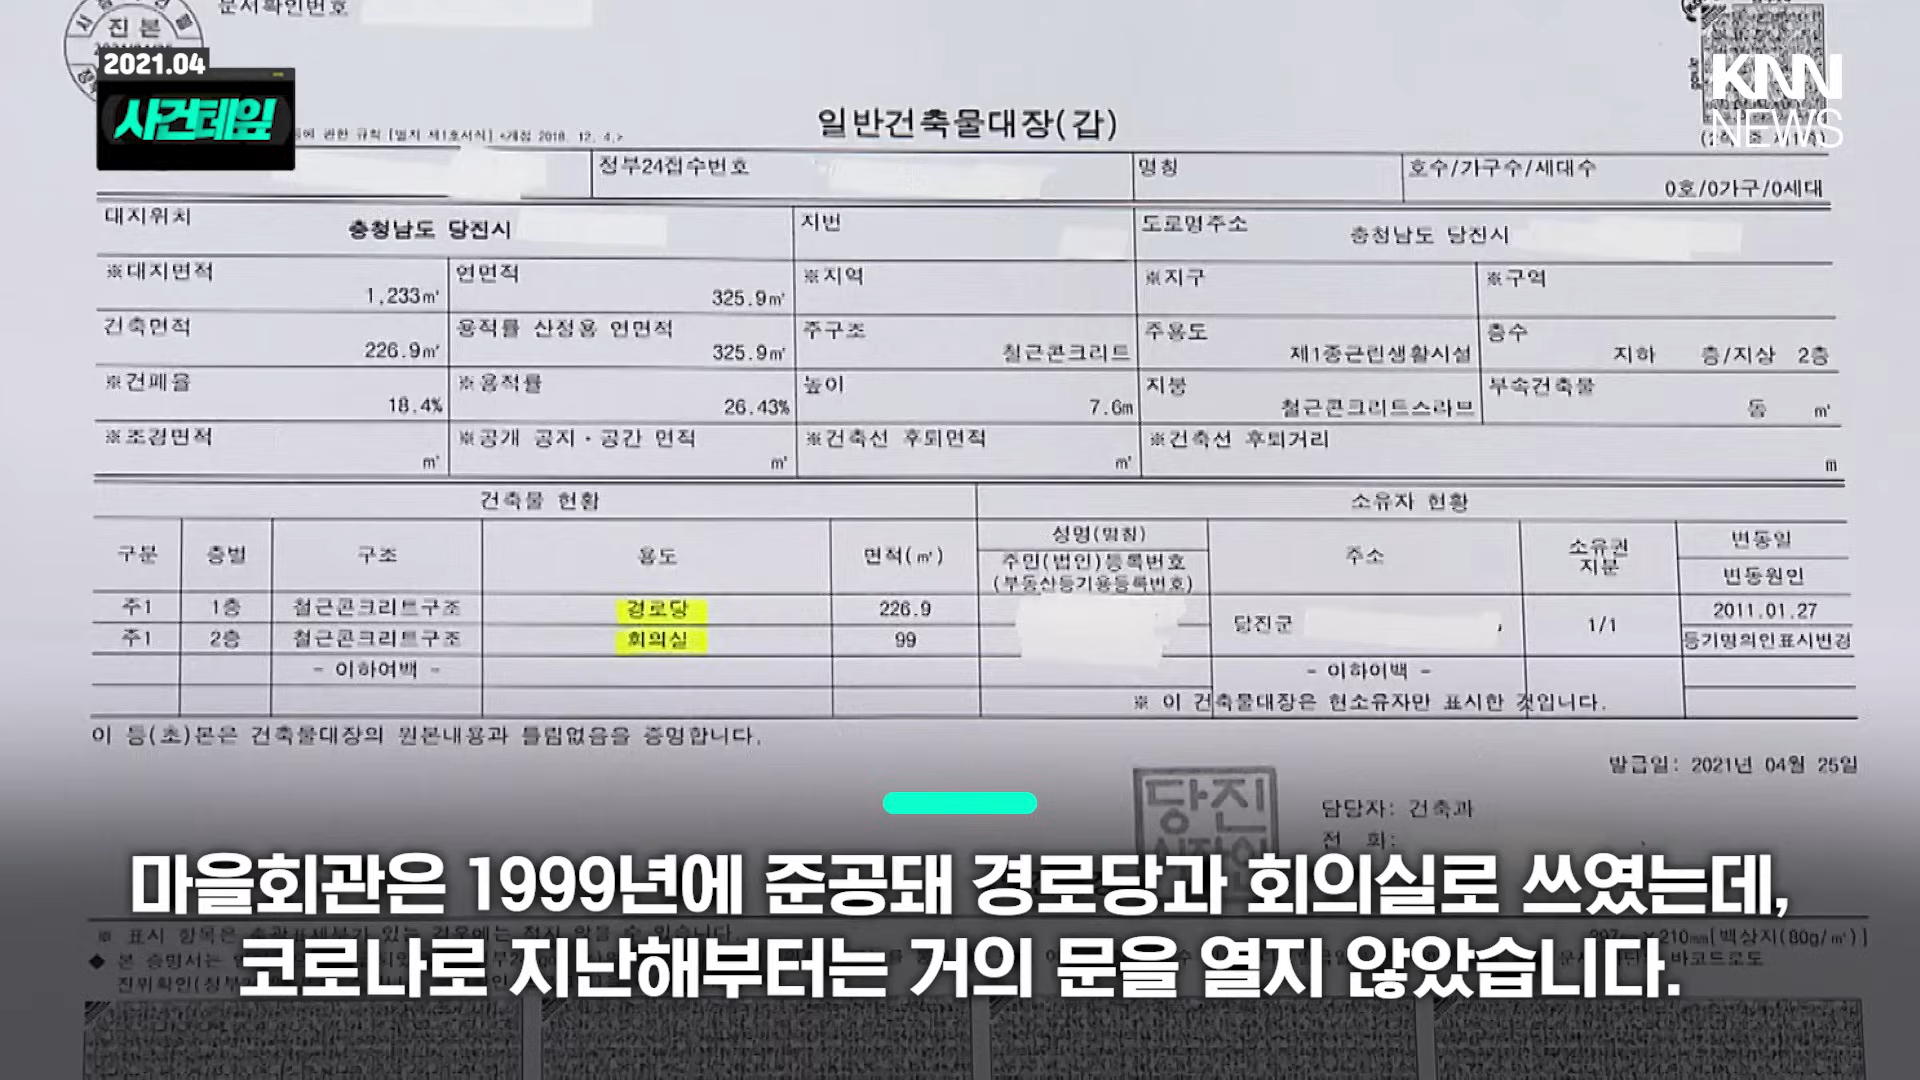 문서확인번호
진본
2021.04
사건테잎
KNN
NEWS
일반건축물대장(갑)
관한 규칙 [별지 제1호서식] <개정 2018. 12. 4.>
정부24접수번호
명칭
호수/가구수/세대수
0호/0가구/0세대
대지위치
충청남도 당진시
지번
도로명주소
충청남도 당진시
※대지면적
1,233㎡
연면적
325.9㎡
※지역
※지구
※구역
건축면적
226.9㎡
용적률 산정용 연면적
325.9㎡
주구조
철근콘크리트
주용도
제1종근린생활시설
층수
지하 층/지상 2층
※건폐율
18.4%
※용적률
26.43%
높이
7.6m
지붕
철근콘크리트스라브
부속건축물
동 ㎡
※조경면적
㎡
※공개 공지·공간 면적
㎡
※건축선 후퇴면적
㎡
※건축선 후퇴거리
m
건축물 현황
소유자 현황
구분 층별 구조 용도 면적(㎡)
성명(명칭)
주민(법인)등록번호
(부동산등기용등록번호)
주소
소유권
지분
변동일
변동원인
주1 1층 철근콘크리트구조 경로당 226.9
주1 2층 철근콘크리트구조 회의실 99
- 이하여백 -
당진군
1/1
2011.01.27
등기명의인표시변경
- 이하여백 -
※ 이 건축물대장은 현소유자만 표시한 것입니다.
이 등(초)본은 건축물대장의 원본내용과 틀림없음을 증명합니다.
발급일: 2021년 04월 25일
담당자: 건축과
전 화:
당진
마을회관은 1999년에 준공돼 경로당과 회의실로 쓰였는데,
코로나로 지난해부터는 거의 문을 열지 않았습니다.
※ 표시 항목은
210㎜[백상지(80g/㎡)]
◆ 본 증명서는
바코드로도
진위확인